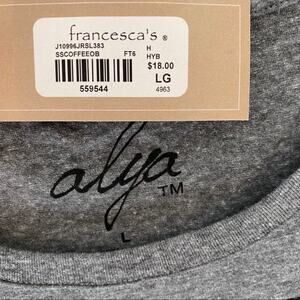 francesca's ®
J10996JRSL383 H
SSCOFFEEOB FT6 HYB
$18.00
LG
559544 4963
alya TM
L